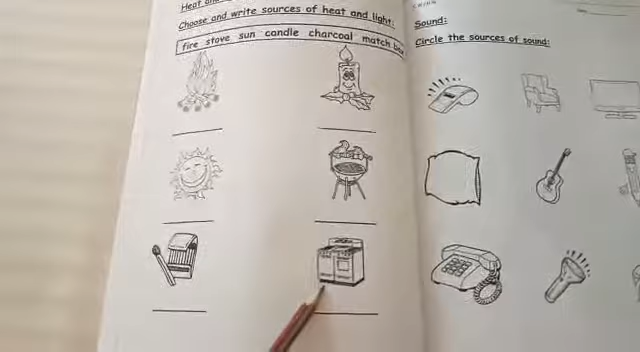 Heat and
Choose and write sources of heat and light:
fire stove sun candle charcoal match box
Sound:
Circle the sources of sound: